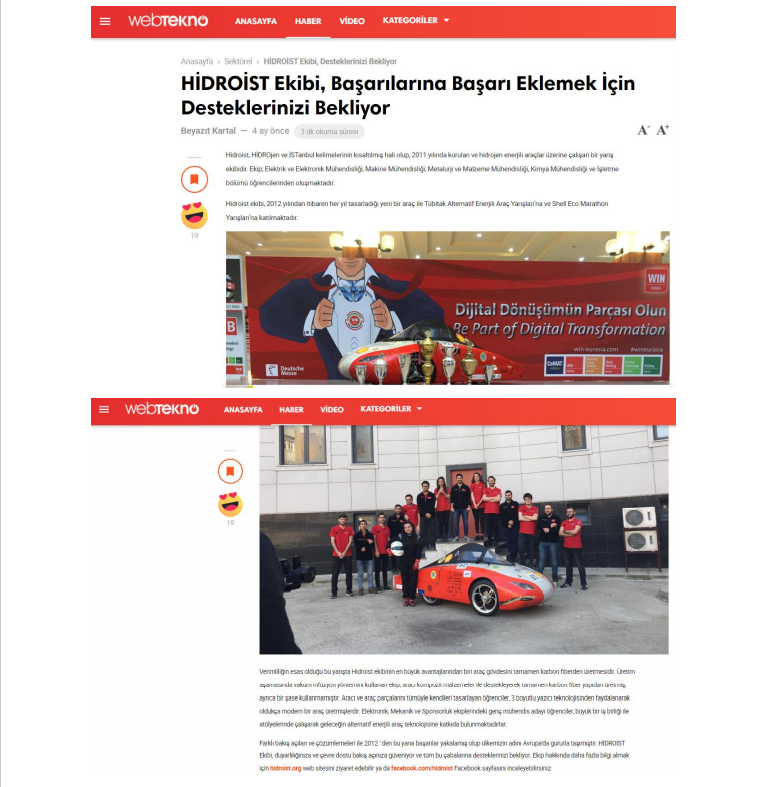 webTEKNO ANASAYFA HABER VİDEO KATEGORİLER
Anasayfa › Sektörel › HİDROİST Ekibi, Desteklerinizi Bekliyor
HİDROİST Ekibi, Başarılarına Başarı Eklemek İçin
Desteklerinizi Bekliyor
Beyazıt Kartal — 4 ay önce 3 dk okuma süresi
A- A+
Hidroist, HİDROjen ve İSTanbul kelimelerinin kısaltılmış hali olup, 2011 yılında kurulan ve hidrojen enerjili araçlar üzerine çalışan bir yarış
ekibidir. Ekip; Elektrik ve Elektronik Mühendisliği, Makine Mühendisliği, Metalurji ve Malzeme Mühendisliği, Kimya Mühendisliği ve İşletme
bölümü öğrencilerinden oluşmaktadır.
Hidroist ekibi, 2012 yılından itibaren her yıl tasarladığı yeni bir araç ile Tübitak Alternatif Enerjili Araç Yarışları'na ve Shell Eco Marathon
Yarışları'na katılmaktadır.
19
WIN
Dijital Dönüşümün Parçası Olun
Be Part of Digital Transformation
win-eurasia.com #wineurasia
B
Deutsche
Messe
CeMAT
webTEKNO ANASAYFA HABER VİDEO KATEGORİLER
19
Verimliliğin esas olduğu bu yarışta Hidroist ekibinin en büyük avantajlarından biri araç gövdesini tamamen karbon fiberden üretmesidir. Üretim
aşamasında vakum infüzyon yöntemini kullanan ekip, aracı kompozit malzemeler ile destekleyerek tamamen karbon fiber yapıdan üretmiş,
ayrıca bir şase kullanmamıştır. Aracı ve araç parçalarını tümüyle kendileri tasarlayan öğrenciler, 3 boyutlu yazıcı teknolojisinden faydalanarak
oldukça modern bir araç üretmişlerdir. Elektronik, Mekanik ve Sponsorluk ekiplerindeki genç mühendis adayı öğrenciler, büyük bir iş birliği ile
atölyelerinde çalışarak geleceğin alternatif enerjili araç teknolojisine katkıda bulunmaktadırlar.
Farklı bakış açıları ve çözümlemeleri ile 2012' den bu yana başarılar yakalamış olup ülkemizin adını Avrupa'da gururla taşımıştır. HİDROİST
Ekibi, duyarlılığınıza ve çevre dostu bakış açınıza güveniyor ve tüm bu çabalarına desteklerinizi bekliyor. Ekip hakkında daha fazla bilgi almak
için hidroist.org web sitesini ziyaret edebilir ya da facebook.com/hidroist Facebook sayfasını inceleyebilirsiniz